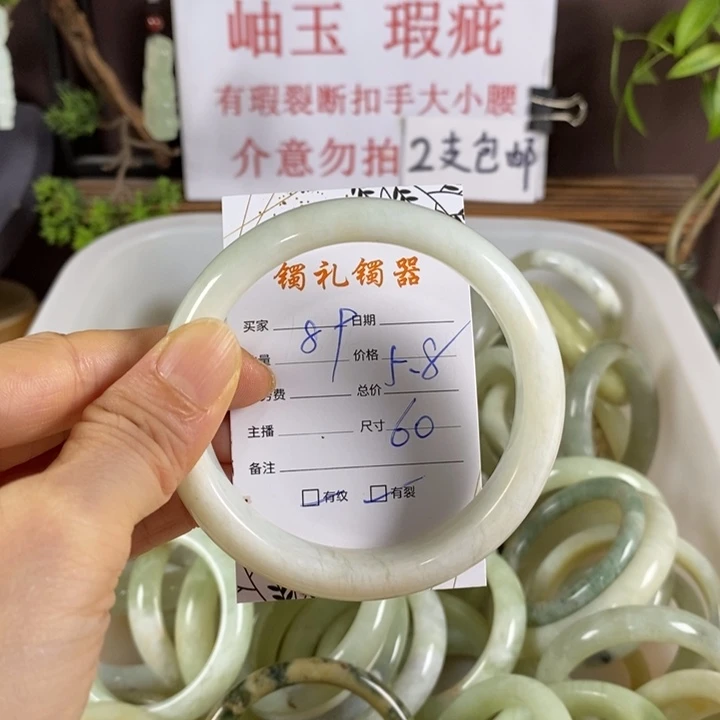 岫玉 瑕疵
有瑕裂断扣手大小腰
介意勿拍 2支包邮
镯礼镯器
买家 89 日期
量 价格 5.8
费 总价
主播 尺寸 60
备注
有纹 有裂